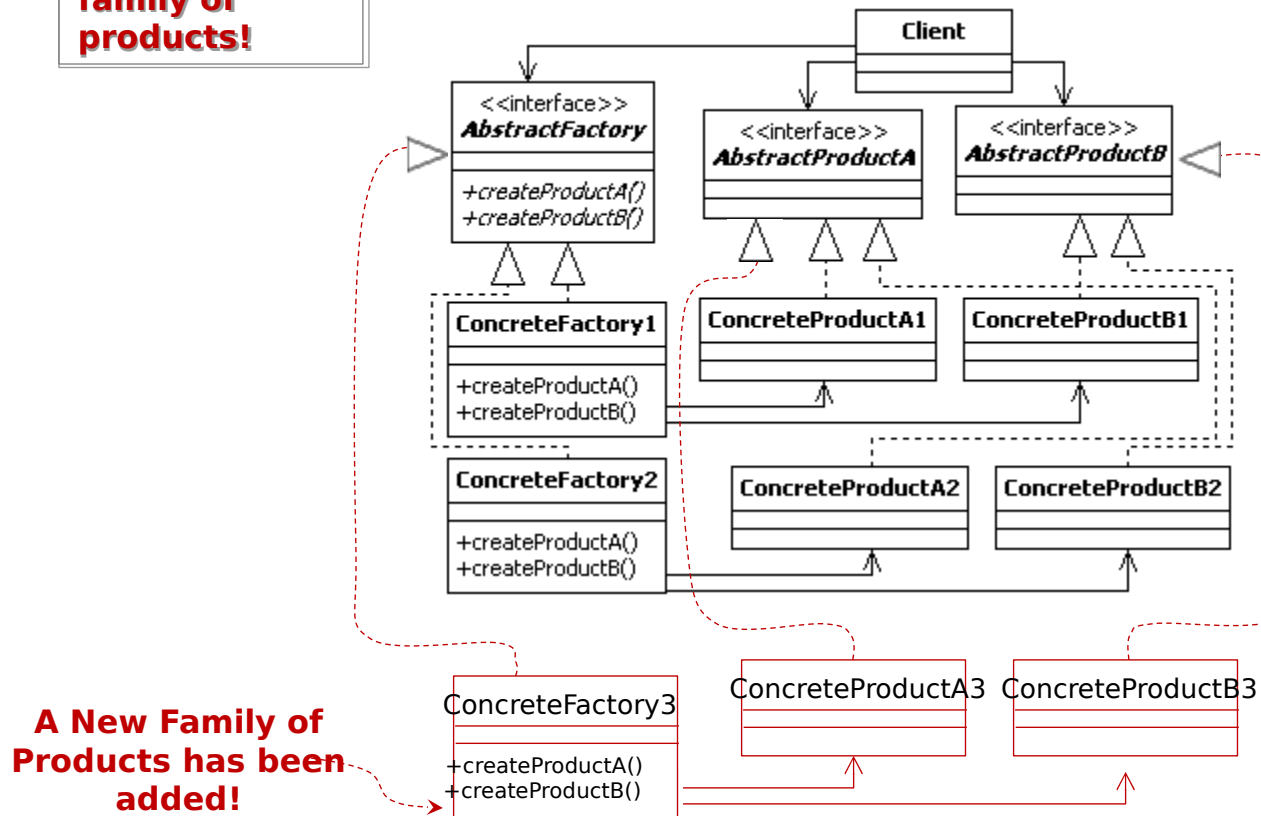 family of
products!
Client
<<interface>>
AbstractFactory
+createProductA()
+createProductB()
<<interface>>
AbstractProductA
<<interface>>
AbstractProductB
ConcreteFactory1
+createProductA()
+createProductB()
ConcreteProductA1
ConcreteProductB1
ConcreteFactory2
+createProductA()
+createProductB()
ConcreteProductA2
ConcreteProductB2
ConcreteFactory3
+createProductA()
+createProductB()
ConcreteProductA3
ConcreteProductB3
A New Family of
Products has been
added!